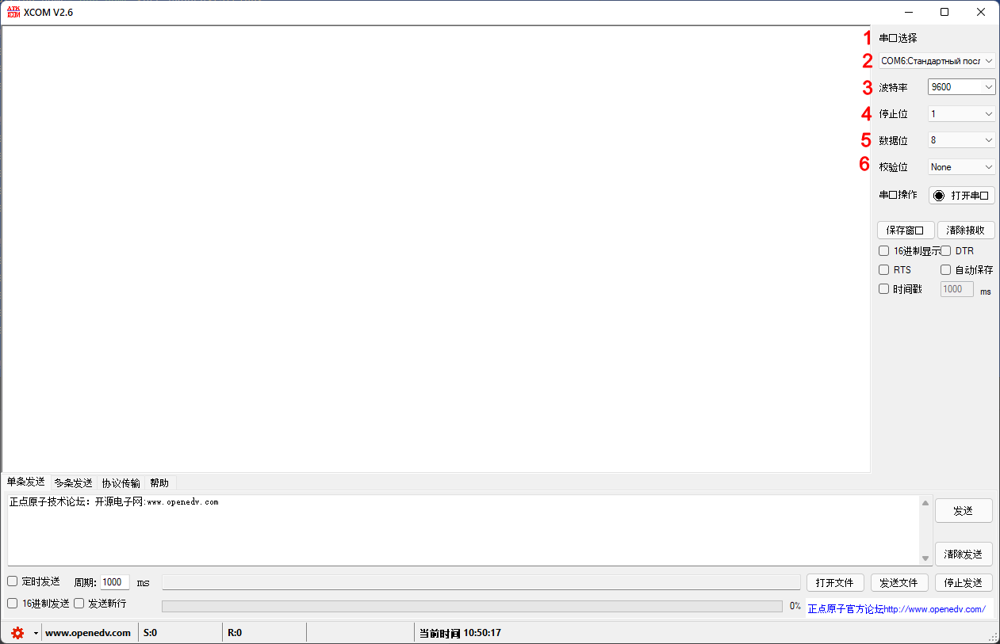 ATK
XCOM
XCOM V2.6
1 串口选择
2 COM6:Стандартный посл
3 波特率 9600
4 停止位 1
5 数据位 8
6 校验位 None
串口操作 打开串口
保存窗口 清除接收
16进制显示 DTR
RTS 自动保存
时间戳 1000 ms
单条发送 多条发送 协议传输 帮助
正点原子技术论坛：开源电子网:www.openedv.com
发送
清除发送
定时发送 周期: 1000 ms 打开文件 发送文件 停止发送
16进制发送 发送新行 0% 正点原子官方论坛http://www.openedv.com/
www.openedv.com S:0 R:0 当前时间 10:50:17